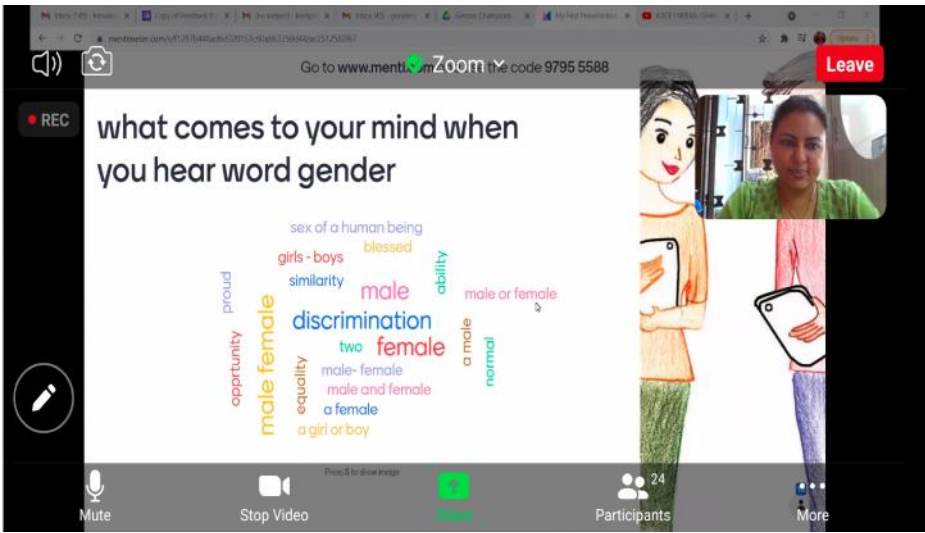 Go to www.menti.com use the code 9795 5588
Zoom
Leave
REC
what comes to your mind when
you hear word gender
sex of a human being
blessed
girls - boys
ability
proud
similarity
male
male or female
discrimination
opprtunity
male female
two
female
a male
normal
equality
male- female
male and female
a female
a girl or boy
Press S to show image
24
Mute
Stop Video
Share
Participants
More